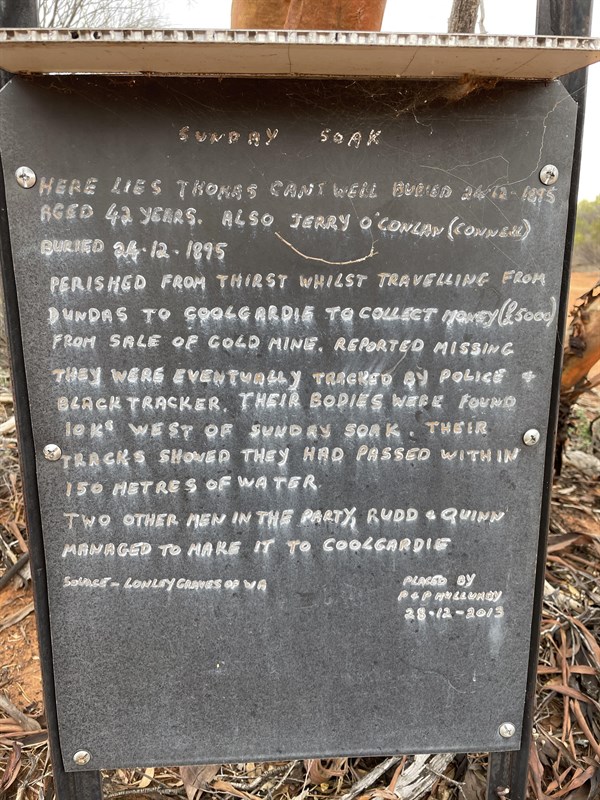 SUNDAY SOAK
HERE LIES THOMAS CANTWELL BURIED 24-12-1895
AGED 42 YEARS. ALSO JERRY O'CONLAN (CONNELL)
BURIED 24.12.1895
PERISHED FROM THIRST WHILST TRAVELLING FROM
DUNDAS TO COOLGARDIE TO COLLECT MONEY (£5000)
FROM SALE OF GOLD MINE. REPORTED MISSING
THEY WERE EVENTUALLY TRACKED BY POLICE &
BLACK TRACKER. THEIR BODIES WERE FOUND
10KS WEST OF SUNDAY SOAK. THEIR
TRACKS SHOWED THEY HAD PASSED WITHIN
150 METRES OF WATER
TWO OTHER MEN IN THE PARTY, RUDD & QUINN
MANAGED TO MAKE IT TO COOLGARDIE
SOURCE - LONLEY GRAVES OF WA
PLACED BY
P & P MULLUMBY
28-12-2013